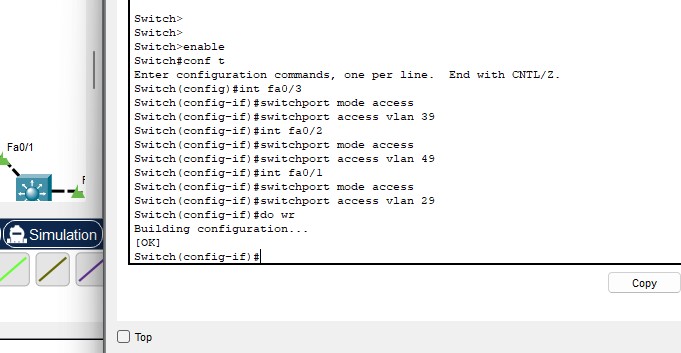 Switch>
Switch>
Switch>enable
Switch#conf t
Enter configuration commands, one per line.  End with CNTL/Z.
Switch(config)#int fa0/3
Switch(config-if)#switchport mode access
Switch(config-if)#switchport access vlan 39
Switch(config-if)#int fa0/2
Switch(config-if)#switchport mode access
Switch(config-if)#switchport access vlan 49
Switch(config-if)#int fa0/1
Switch(config-if)#switchport mode access
Switch(config-if)#switchport access vlan 29
Switch(config-if)#do wr
Building configuration...
[OK]
Switch(config-if)#
Fa0/1
F
Simulation
Copy
Top